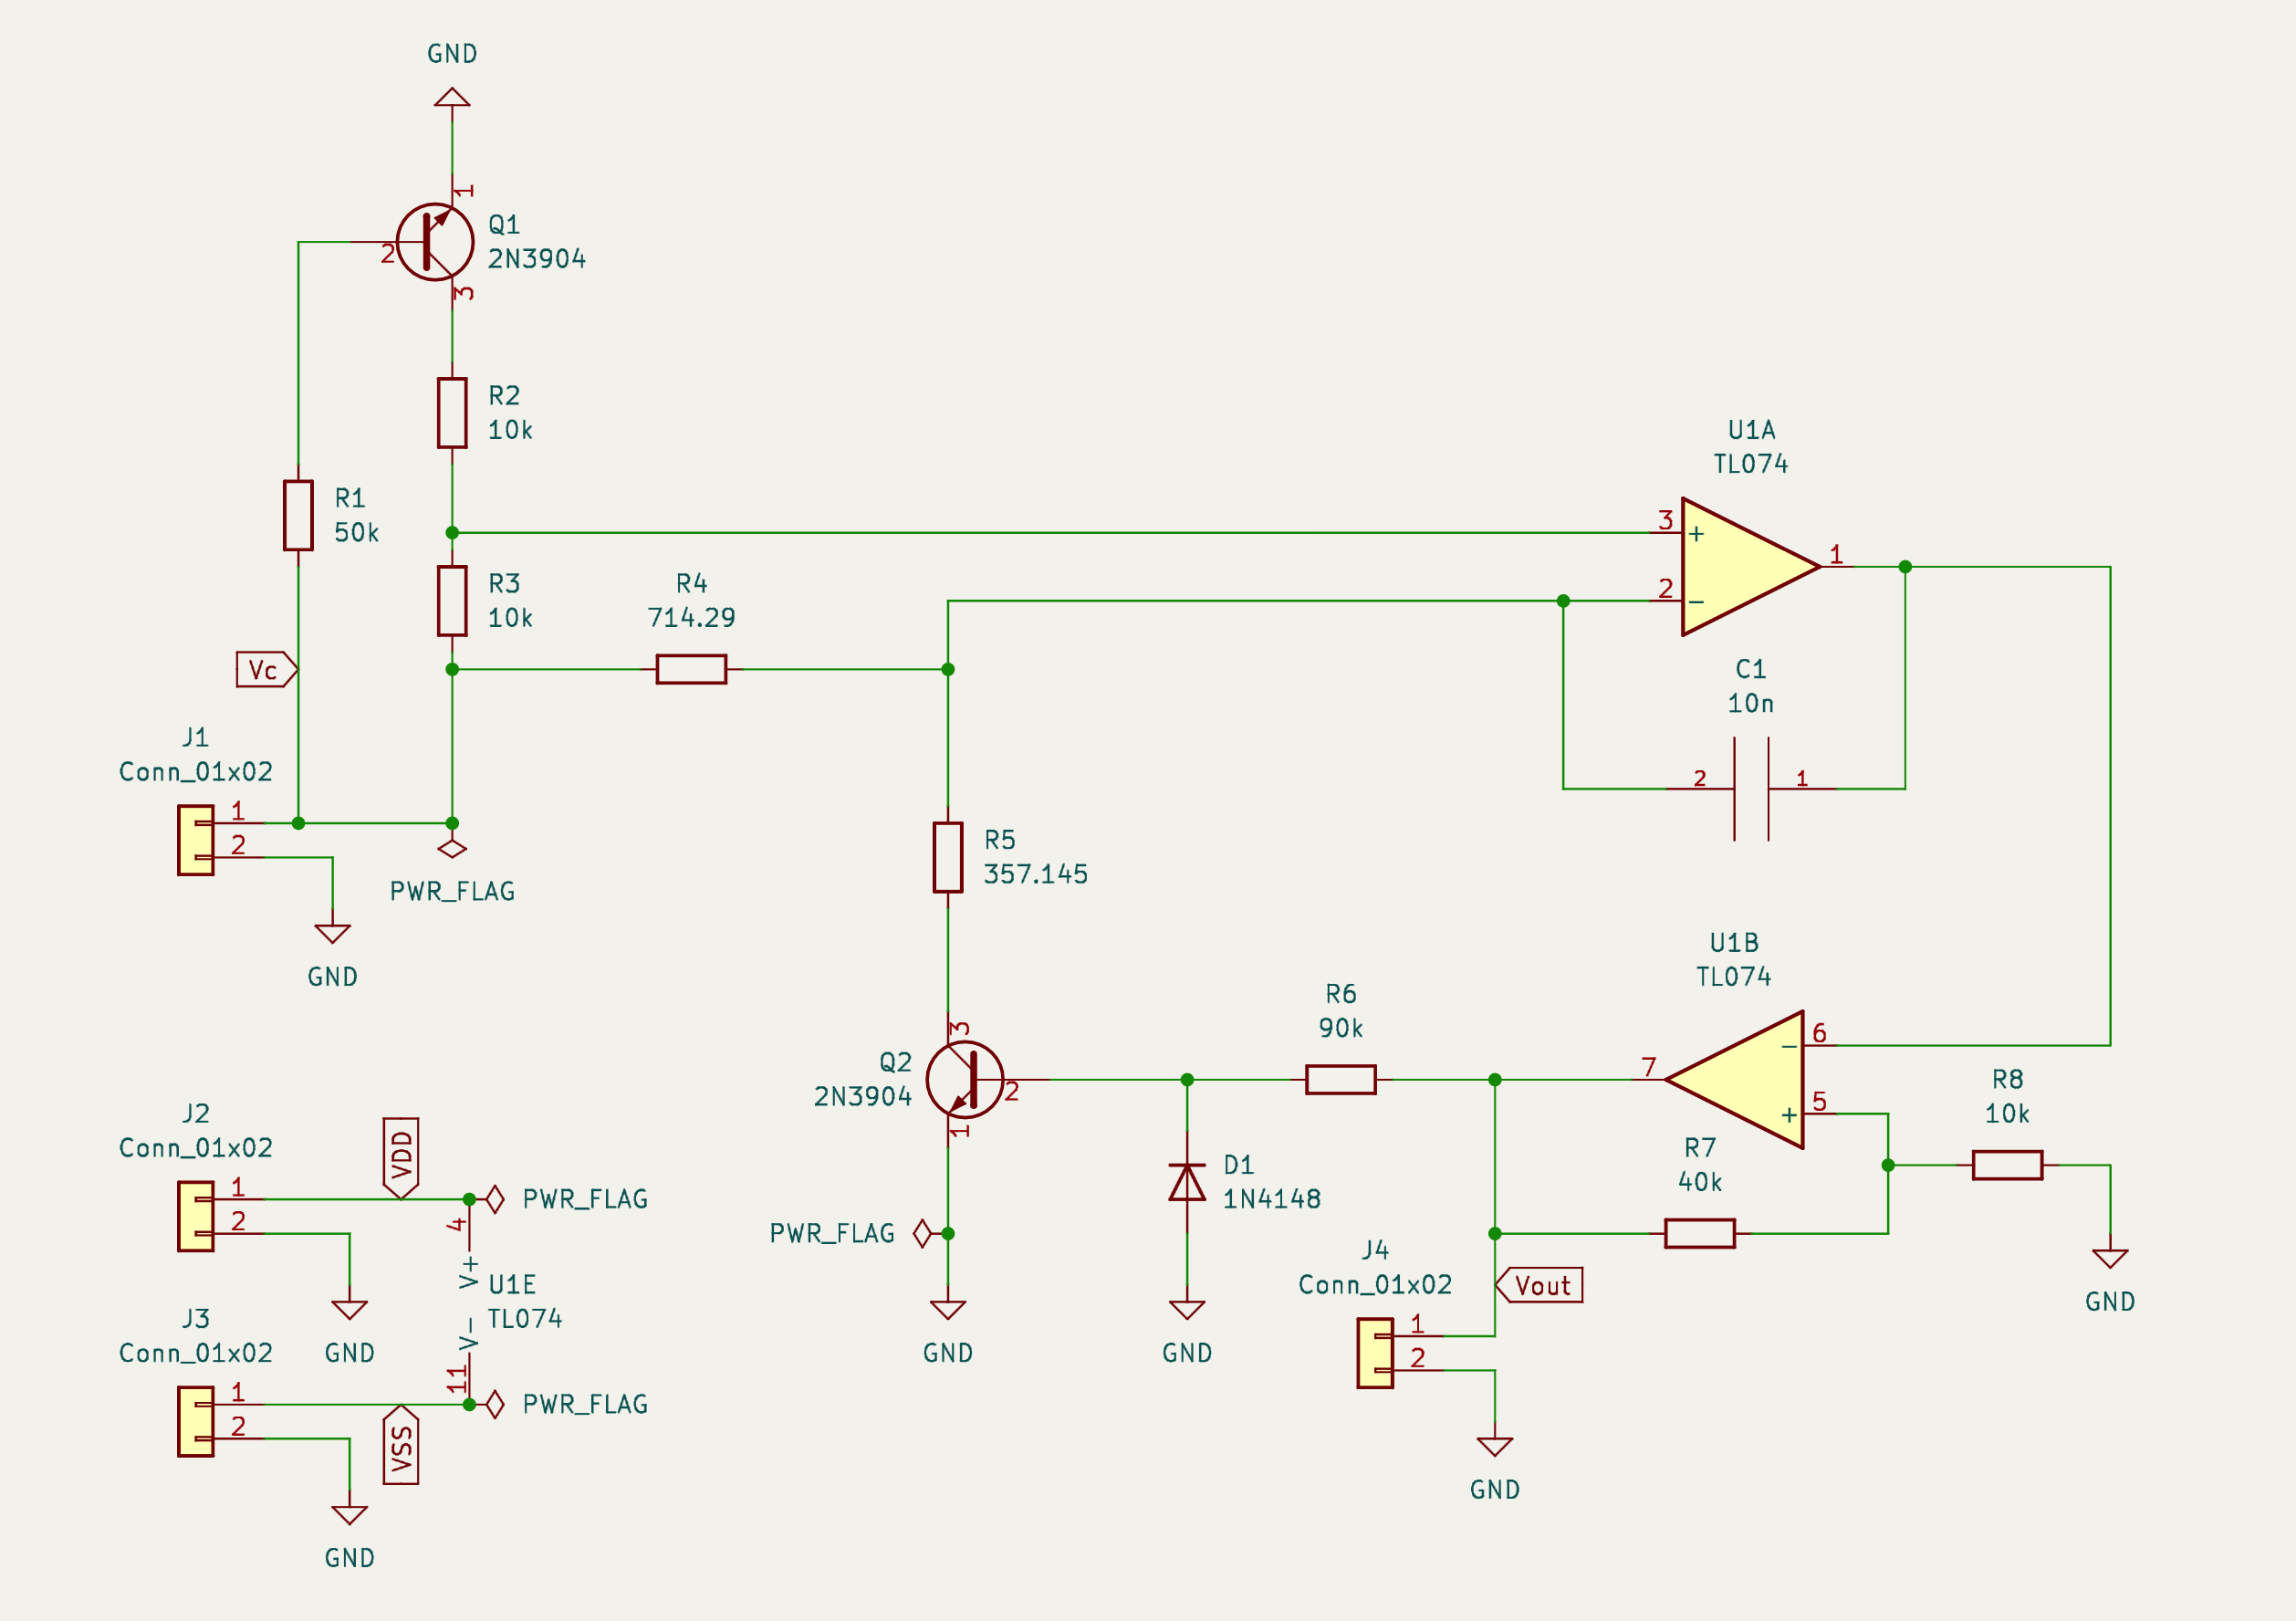 GND
1
Q1
2N3904
2
3
R2
10k
R1
50k
U1A
TL074
3
+
1
2
−
R3
10k
R4
714.29
Vc
C1
10n
2
1
J1
Conn_01x02
1
2
PWR_FLAG
GND
R5
357.145
U1B
TL074
R6
90k
3
Q2
2N3904
2
1
7
−
6
+
5
R8
10k
R7
40k
GND
J2
Conn_01x02
1
2
VDD
PWR_FLAG
4
V+
GND
U1E
TL074
V−
11
J3
Conn_01x02
1
2
VSS
PWR_FLAG
GND
PWR_FLAG
GND
D1
1N4148
GND
J4
Conn_01x02
Vout
1
2
GND